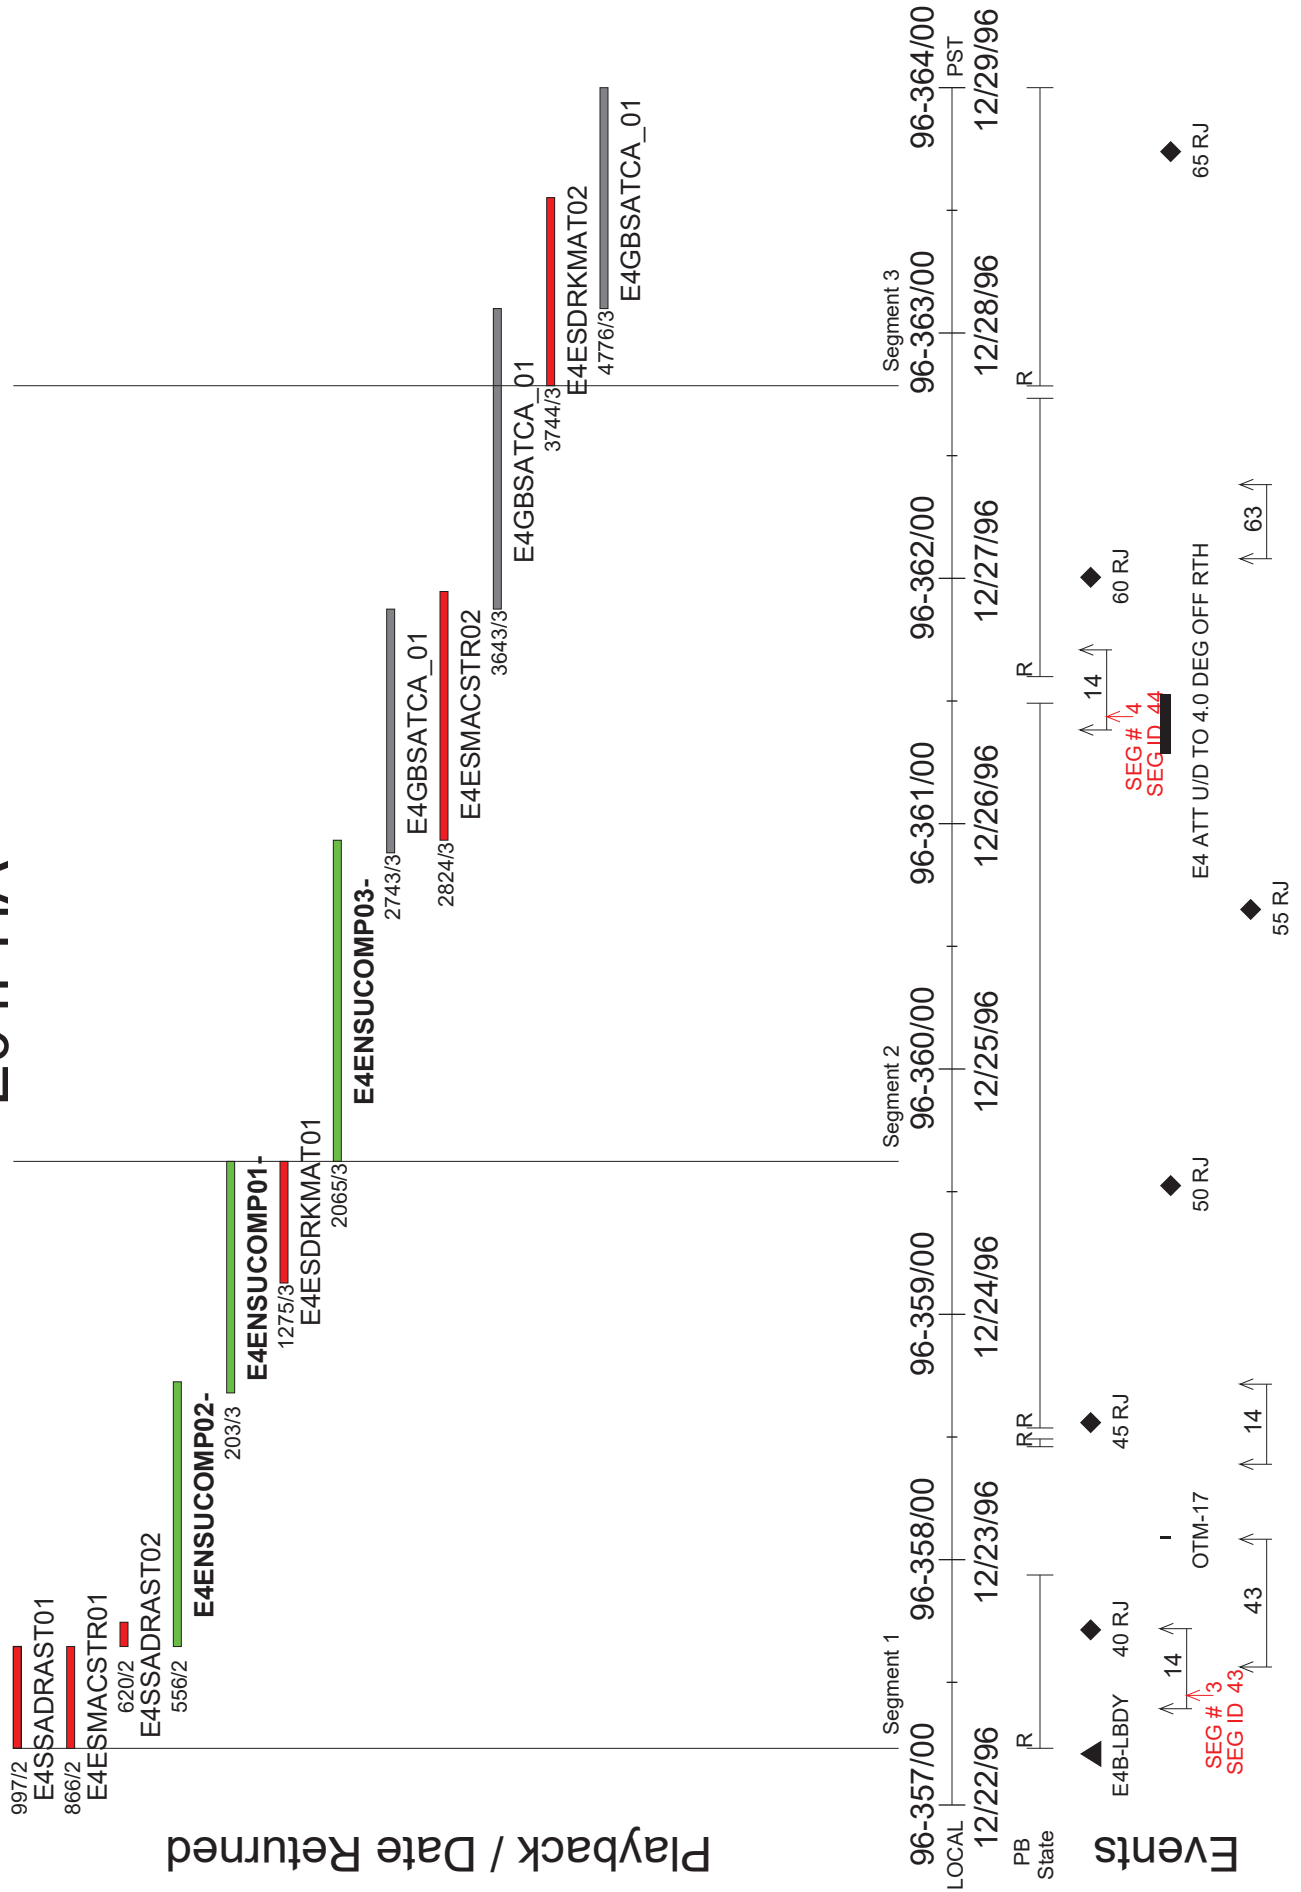 Playback / Date Returned
997/2
E4SSADRAST01
866/2
E4ESMACSTR01
620/2
E4SSADRAST02
556/2
E4ENSUCOMP02-
203/3
E4ENSUCOMP01-
1275/3
E4ESDRKMAT01
2065/3
E4ENSUCOMP03-
2743/3
E4GBSATCA_01
2824/3
E4ESMACSTR02
3643/3
E4GBSATCA_01
3744/3
E4ESDRKMAT02
4776/3
E4GBSATCA_01
Segment 1
Segment 2
Segment 3
96-357/00
96-358/00
96-359/00
96-360/00
96-361/00
96-362/00
96-363/00
96-364/00
LOCAL
PST
12/22/96
12/23/96
12/24/96
12/25/96
12/26/96
12/27/96
12/28/96
12/29/96
PB
State
R
R
R
R
R
Events
E4B-LBDY
40 RJ
45 RJ
60 RJ
14
SEG # 3
SEG ID 43
14
SEG # 4
SEG ID 44
OTM-17
50 RJ
E4 ATT U/D TO 4.0 DEG OFF RTH
65 RJ
43
14
55 RJ
63